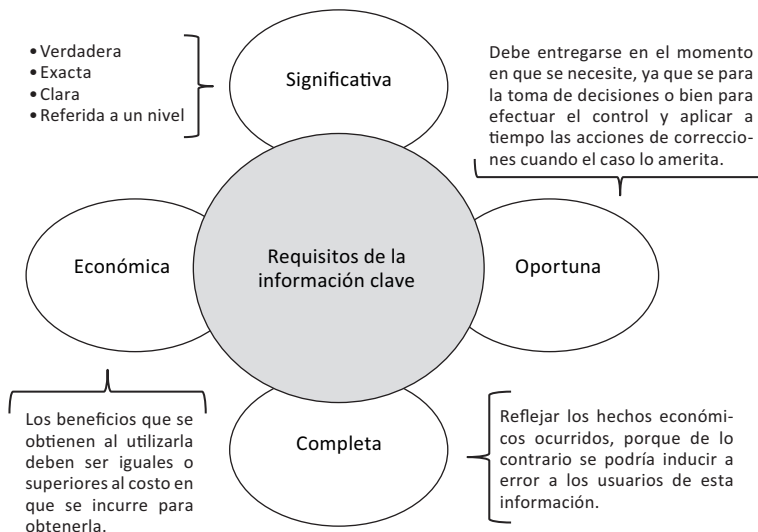 • Verdadera
• Exacta
• Clara
• Referida a un nivel
Significativa
Debe entregarse en el momento
en que se necesite, ya que se para
la toma de decisiones o bien para
efectuar el control y aplicar a
tiempo las acciones de correccio-
nes cuando el caso lo amerita.
Económica
Requisitos de la
información clave
Oportuna
Los beneficios que se
obtienen al utilizarla
deben ser iguales o
superiores al costo en
que se incurre para
obtenerla.
Completa
Reflejar los hechos económi-
cos ocurridos, porque de lo
contrario se podría inducir a
error a los usuarios de esta
información.